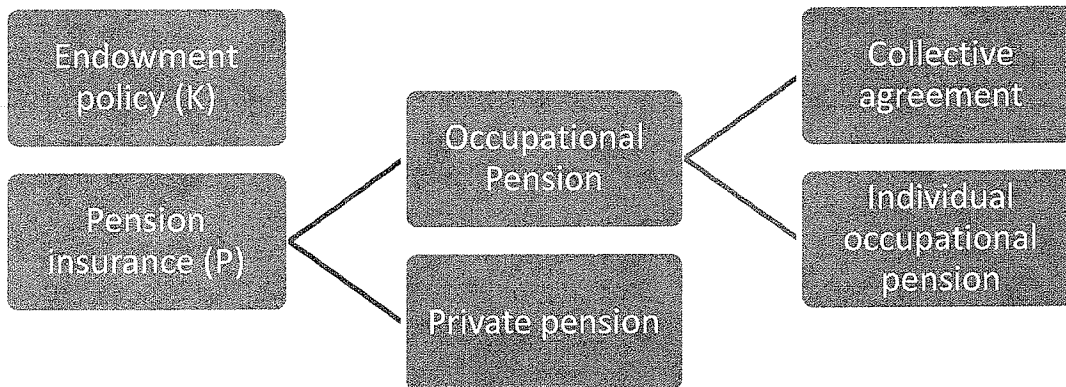 Endowment
policy (K)
Pension
insurance (P)
Occupational
Pension
Private pension
Collective
agreement
Individual
occupational
pension